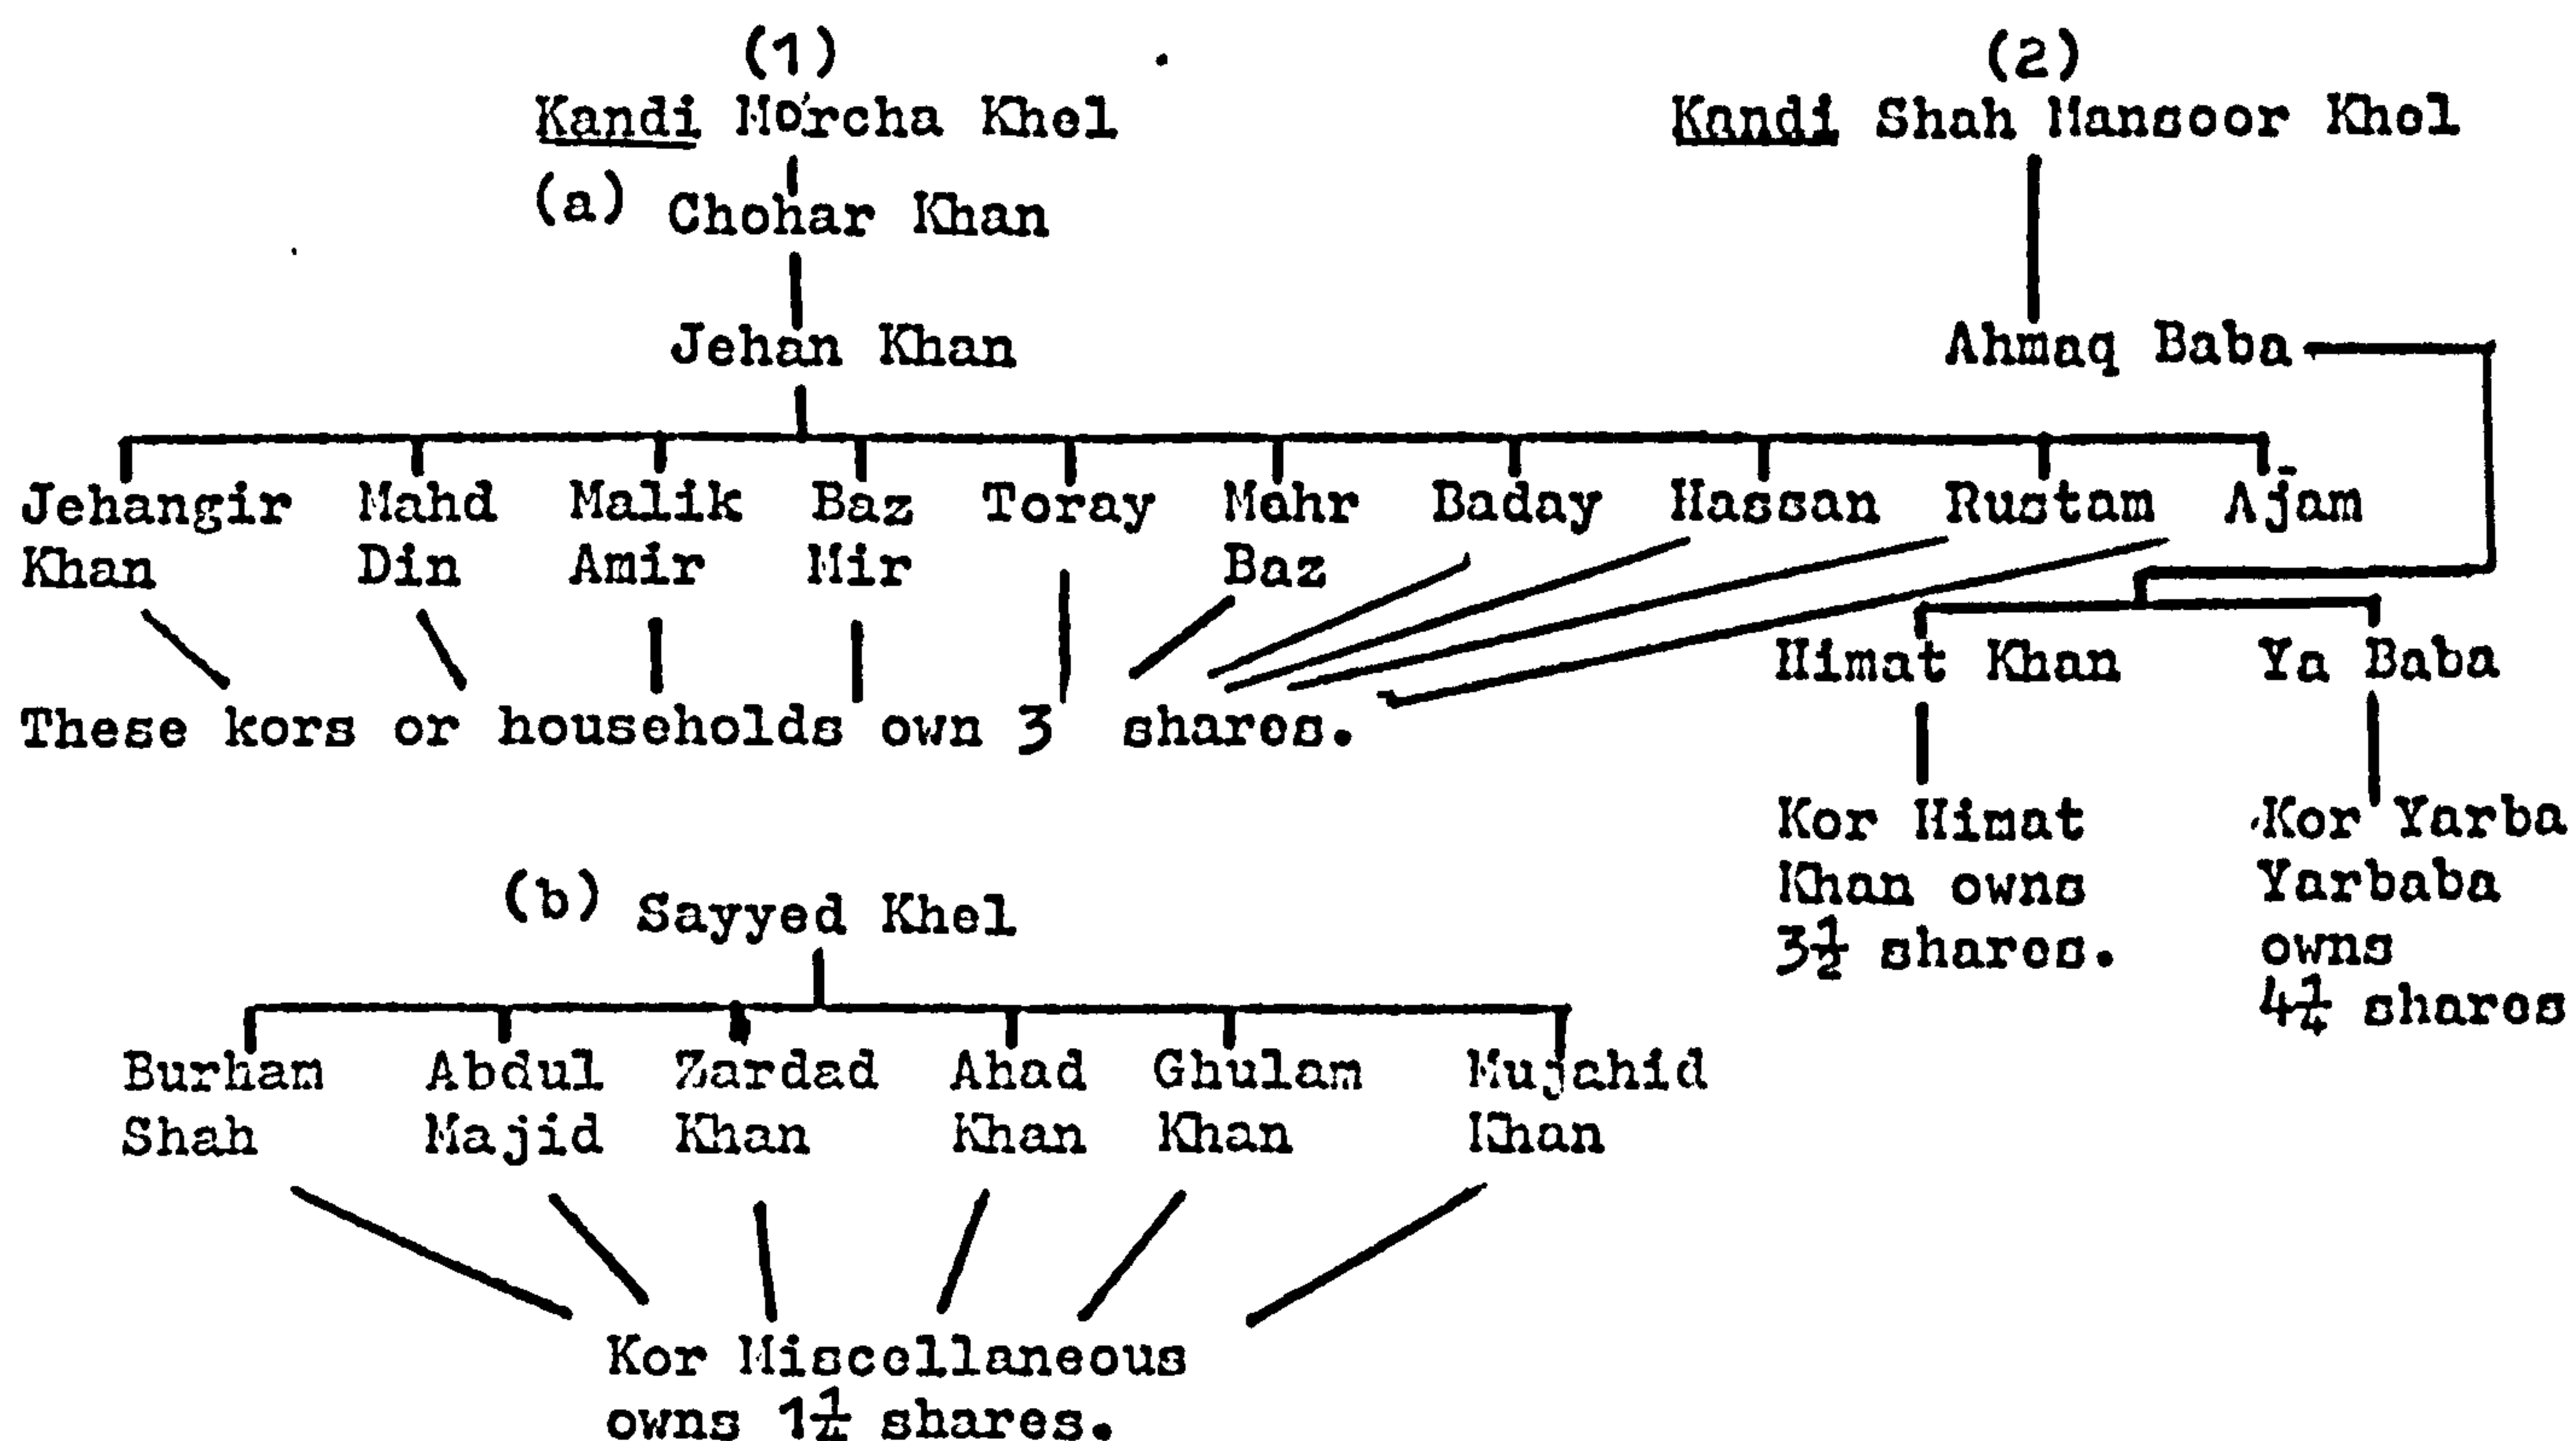 (1)
Kandi Morcha Khel
(a) Chohar Khan
Jehan Khan
Jehangir Khan
Mahd Din
Malik Amir
Baz Mir
Toray
Mehr Baz
Baday
Hassan
Rustam
Ajam
These kors or households own 3 shares.
(b) Sayyed Khel
Burham Shah
Abdul Majid
Zardad Khan
Ahad Khan
Ghulam Khan
Mujahid Khan
Kor Miscellaneous
owns 1¼ shares.
(2)
Kandi Shah Mansoor Khel
Ahmaq Baba
Himat Khan
Ya Baba
Kor Himat
Khan owns
3½ shares.
Kor Yarba
Yarbaba
owns
4¼ shares